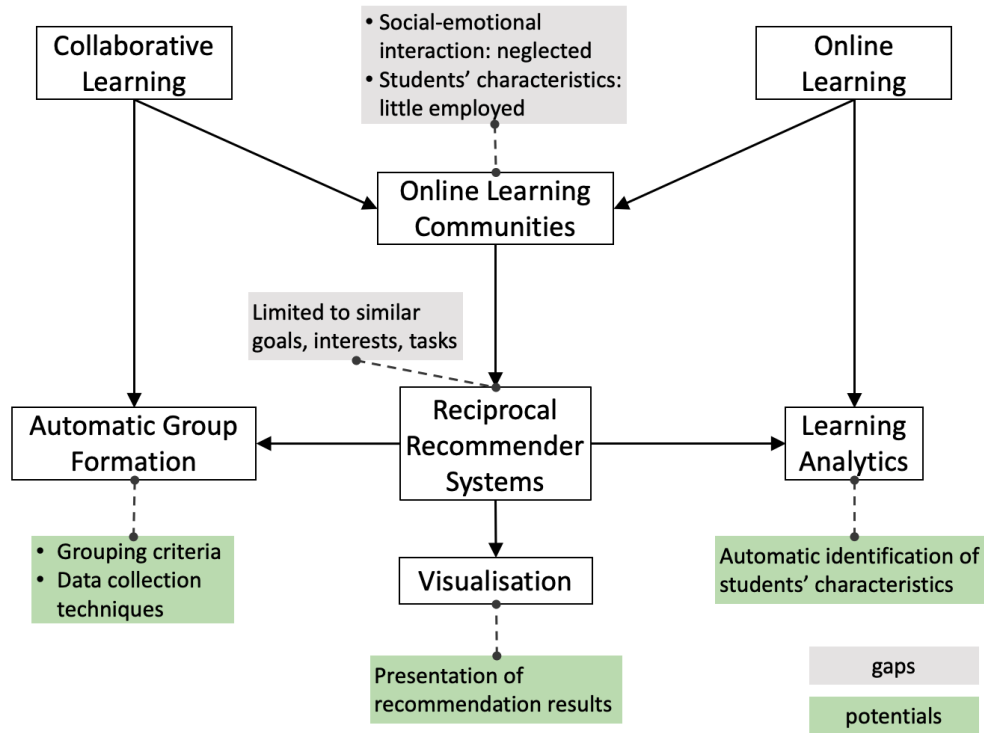 Collaborative
Learning
• Social-emotional
interaction: neglected
• Students’ characteristics:
little employed
Online
Learning
Online Learning
Communities
Limited to similar
goals, interests, tasks
Automatic Group
Formation
Reciprocal
Recommender
Systems
Learning
Analytics
• Grouping criteria
• Data collection
techniques
Visualisation
Automatic identification of
students’ characteristics
Presentation of
recommendation results
gaps
potentials